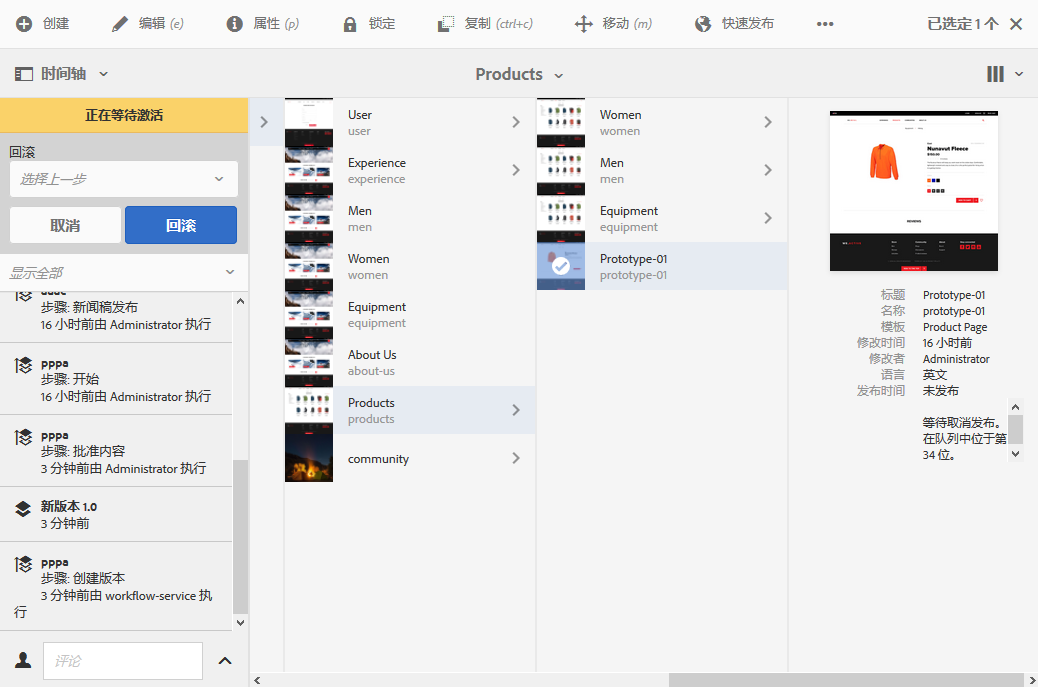 创建 编辑 (e) 属性 (p) 锁定 复制 (ctrl+c) 移动 (m) 快速发布 已选定 1 个
时间轴 Products
正在等待激活
回滚
选择上一步
取消 回滚
显示全部
步骤: 新闻稿发布
16 小时前由 Administrator 执行
pppa
步骤: 开始
16 小时前由 Administrator 执行
pppa
步骤: 批准内容
3 分钟前由 Administrator 执行
新版本 1.0
3 分钟前
pppa
步骤: 创建版本
3 分钟前由 workflow-service 执
行
评论
User
user
Experience
experience
Men
men
Women
women
Equipment
equipment
About Us
about-us
Products
products
community
Women
women
Men
men
Equipment
equipment
Prototype-01
prototype-01
Nunavut Fleece
REVIEWS
标题 Prototype-01
名称 prototype-01
模板 Product Page
修改时间 16 小时前
修改者 Administrator
语言 英文
发布时间 未发布
等待取消发布。
在队列中位于第
34 位。